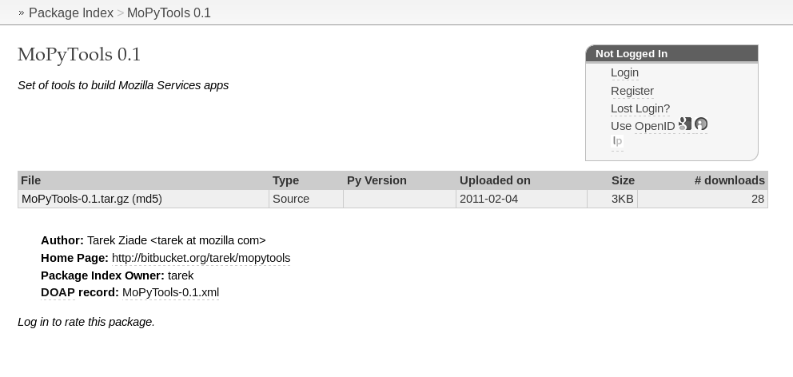 » Package Index > MoPyTools 0.1
MoPyTools 0.1
Set of tools to build Mozilla Services apps
Not Logged In
Login
Register
Lost Login?
Use OpenID
lp
File Type Py Version Uploaded on Size # downloads
MoPyTools-0.1.tar.gz (md5) Source 2011-02-04 3KB 28
Author: Tarek Ziade <tarek at mozilla com>
Home Page: http://bitbucket.org/tarek/mopytools
Package Index Owner: tarek
DOAP record: MoPyTools-0.1.xml
Log in to rate this package.